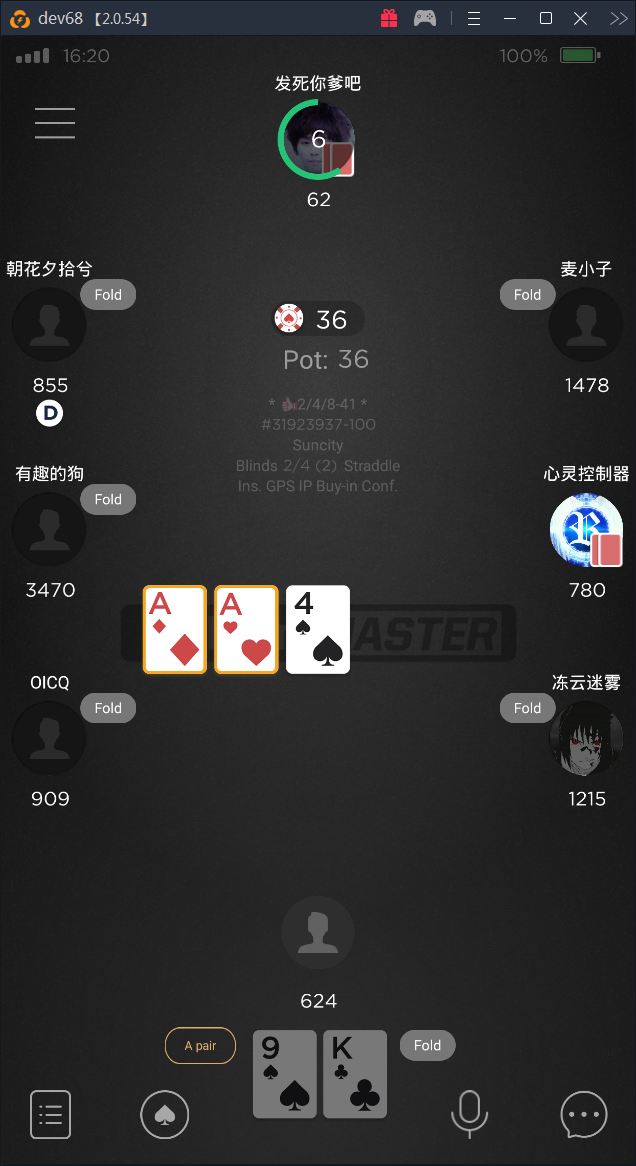 dev68 【2.0.54】
16:20
100%
发死你爹吧
6
62
朝花夕拾兮
Fold
855
D
麦小子
Fold
1478
36
Pot: 36
2/4/8-41 *
#31923937-100
Suncity
Blinds 2/4 (2) Straddle
Ins. GPS IP Buy-in Conf.
有趣的狗
Fold
3470
心灵控制器
R
780
A
A
4
ASTER
OICQ
Fold
909
冻云迷雾
Fold
1215
624
A pair
9
K
Fold